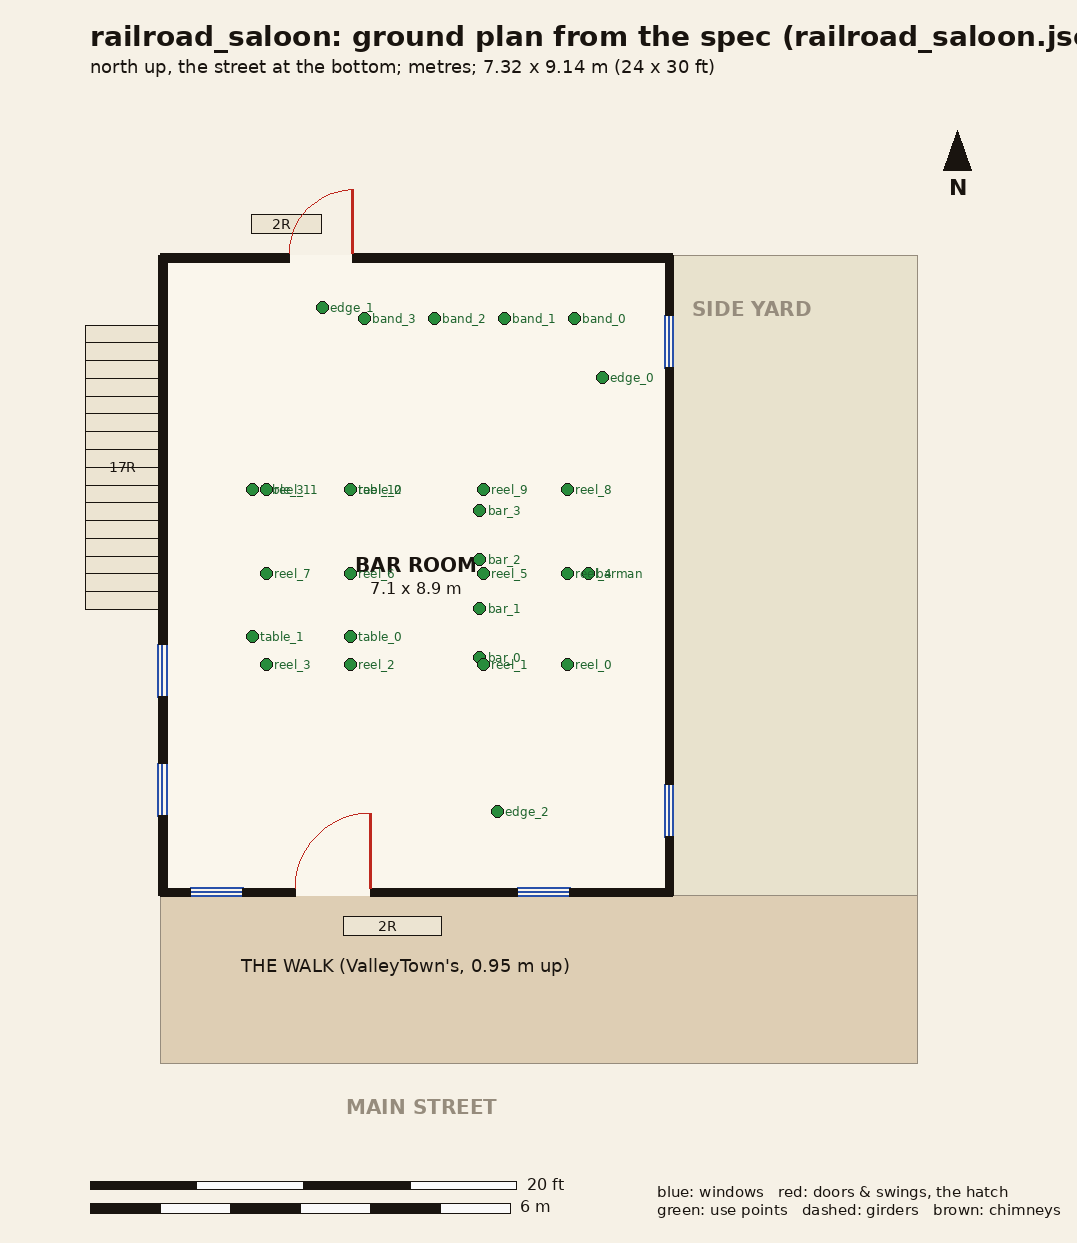 railroad_saloon: ground plan from the spec (railroad_saloon.js
north up, the street at the bottom; metres; 7.32 x 9.14 m (24 x 30 ft)
N
2R
edge_1
band_3
band_2
band_1
band_0
SIDE YARD
edge_0
17R
reel_9
reel_8
bar_3
bar_2
BAR ROOM
7.1 x 8.9 m
reel_7
reel_6
reel_5
barman
bar_1
table_1
table_0
bar_0
reel_3
reel_2
reel_1
reel_0
edge_2
2R
THE WALK (ValleyTown's, 0.95 m up)
MAIN STREET
20 ft
6 m
blue: windows red: doors & swings, the hatch
green: use points dashed: girders brown: chimneys